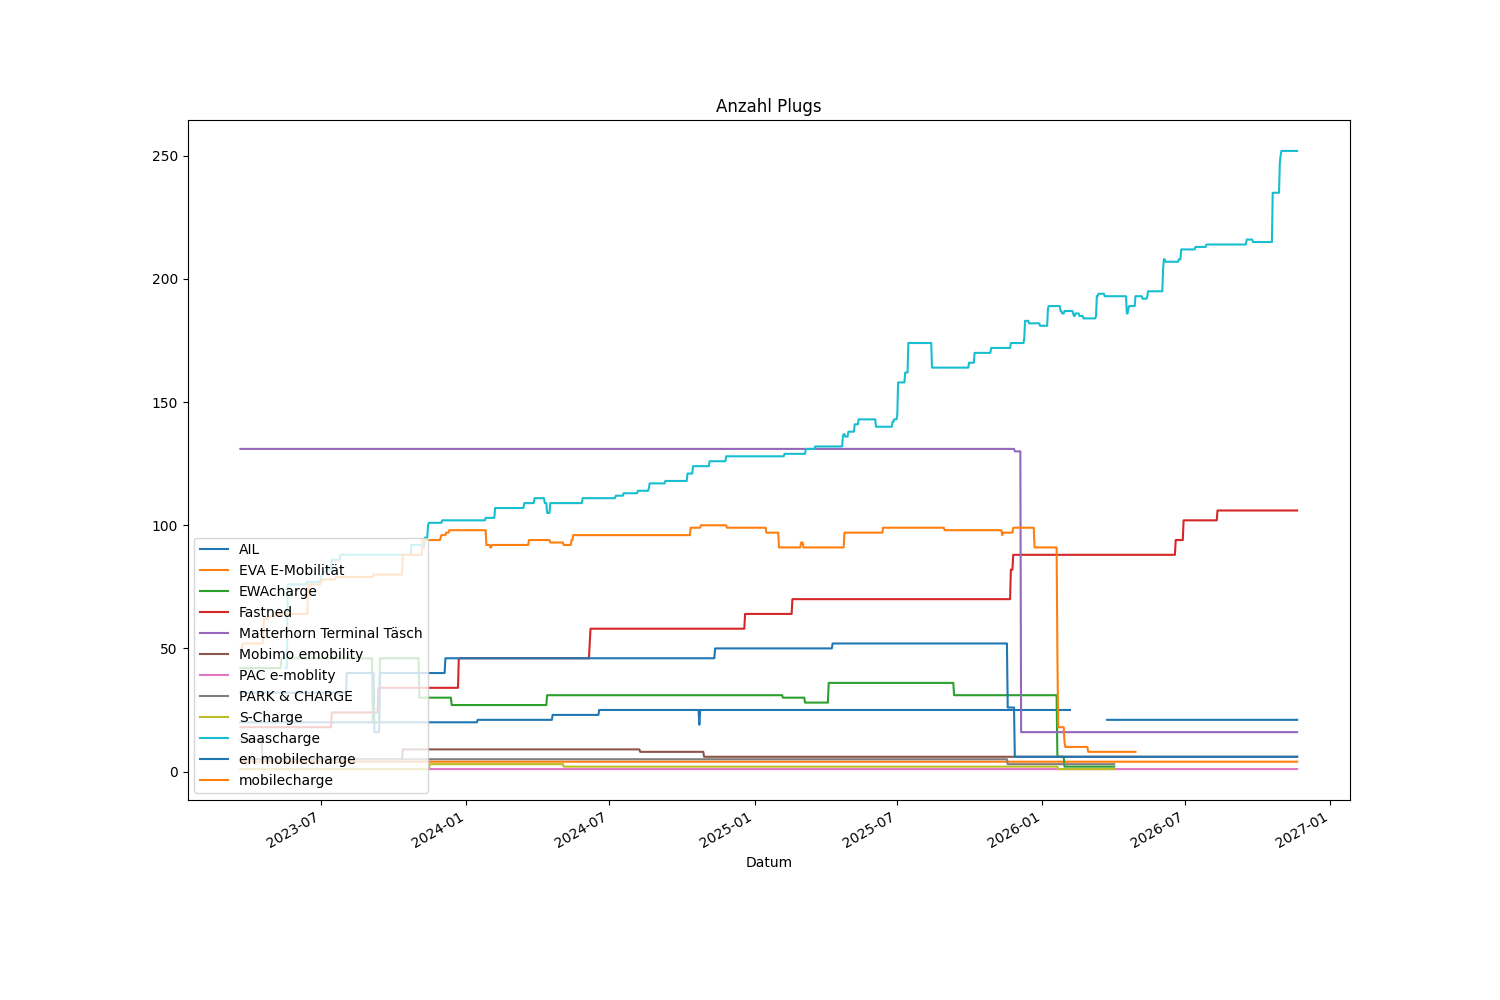 Anzahl Plugs
250
200
150
100
50
0
AIL
EVA E-Mobilität
EWAcharge
Fastned
Matterhorn Terminal Täsch
Mobimo emobility
PAC e-moblity
PARK & CHARGE
S-Charge
Saascharge
en mobilecharge
mobilecharge
2023-07
2024-01
2024-07
2025-01
2025-07
2026-01
2026-07
2027-01
Datum